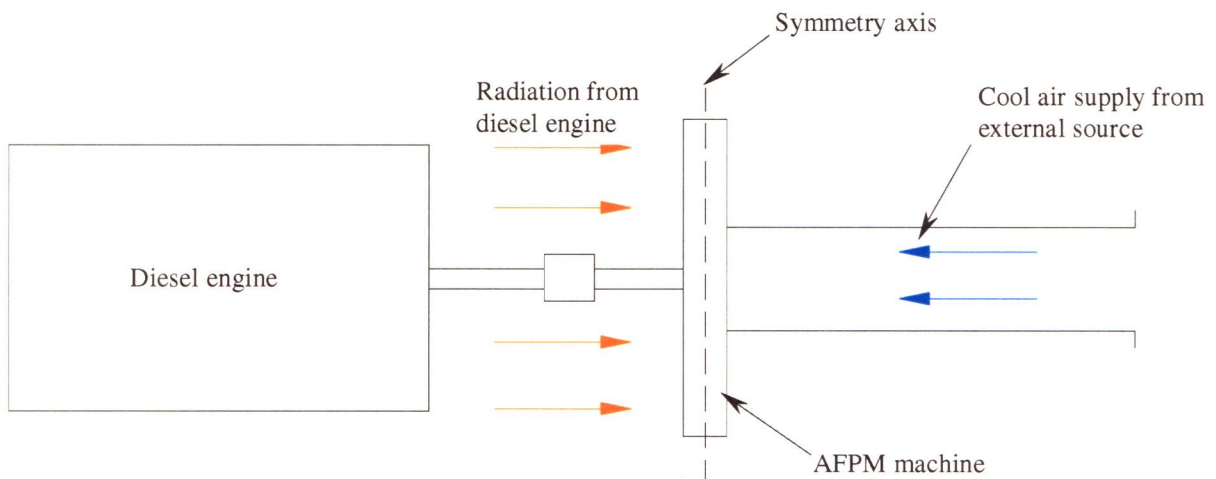 Symmetry axis
Radiation from
diesel engine
Cool air supply from
external source
Diesel engine
AFPM machine